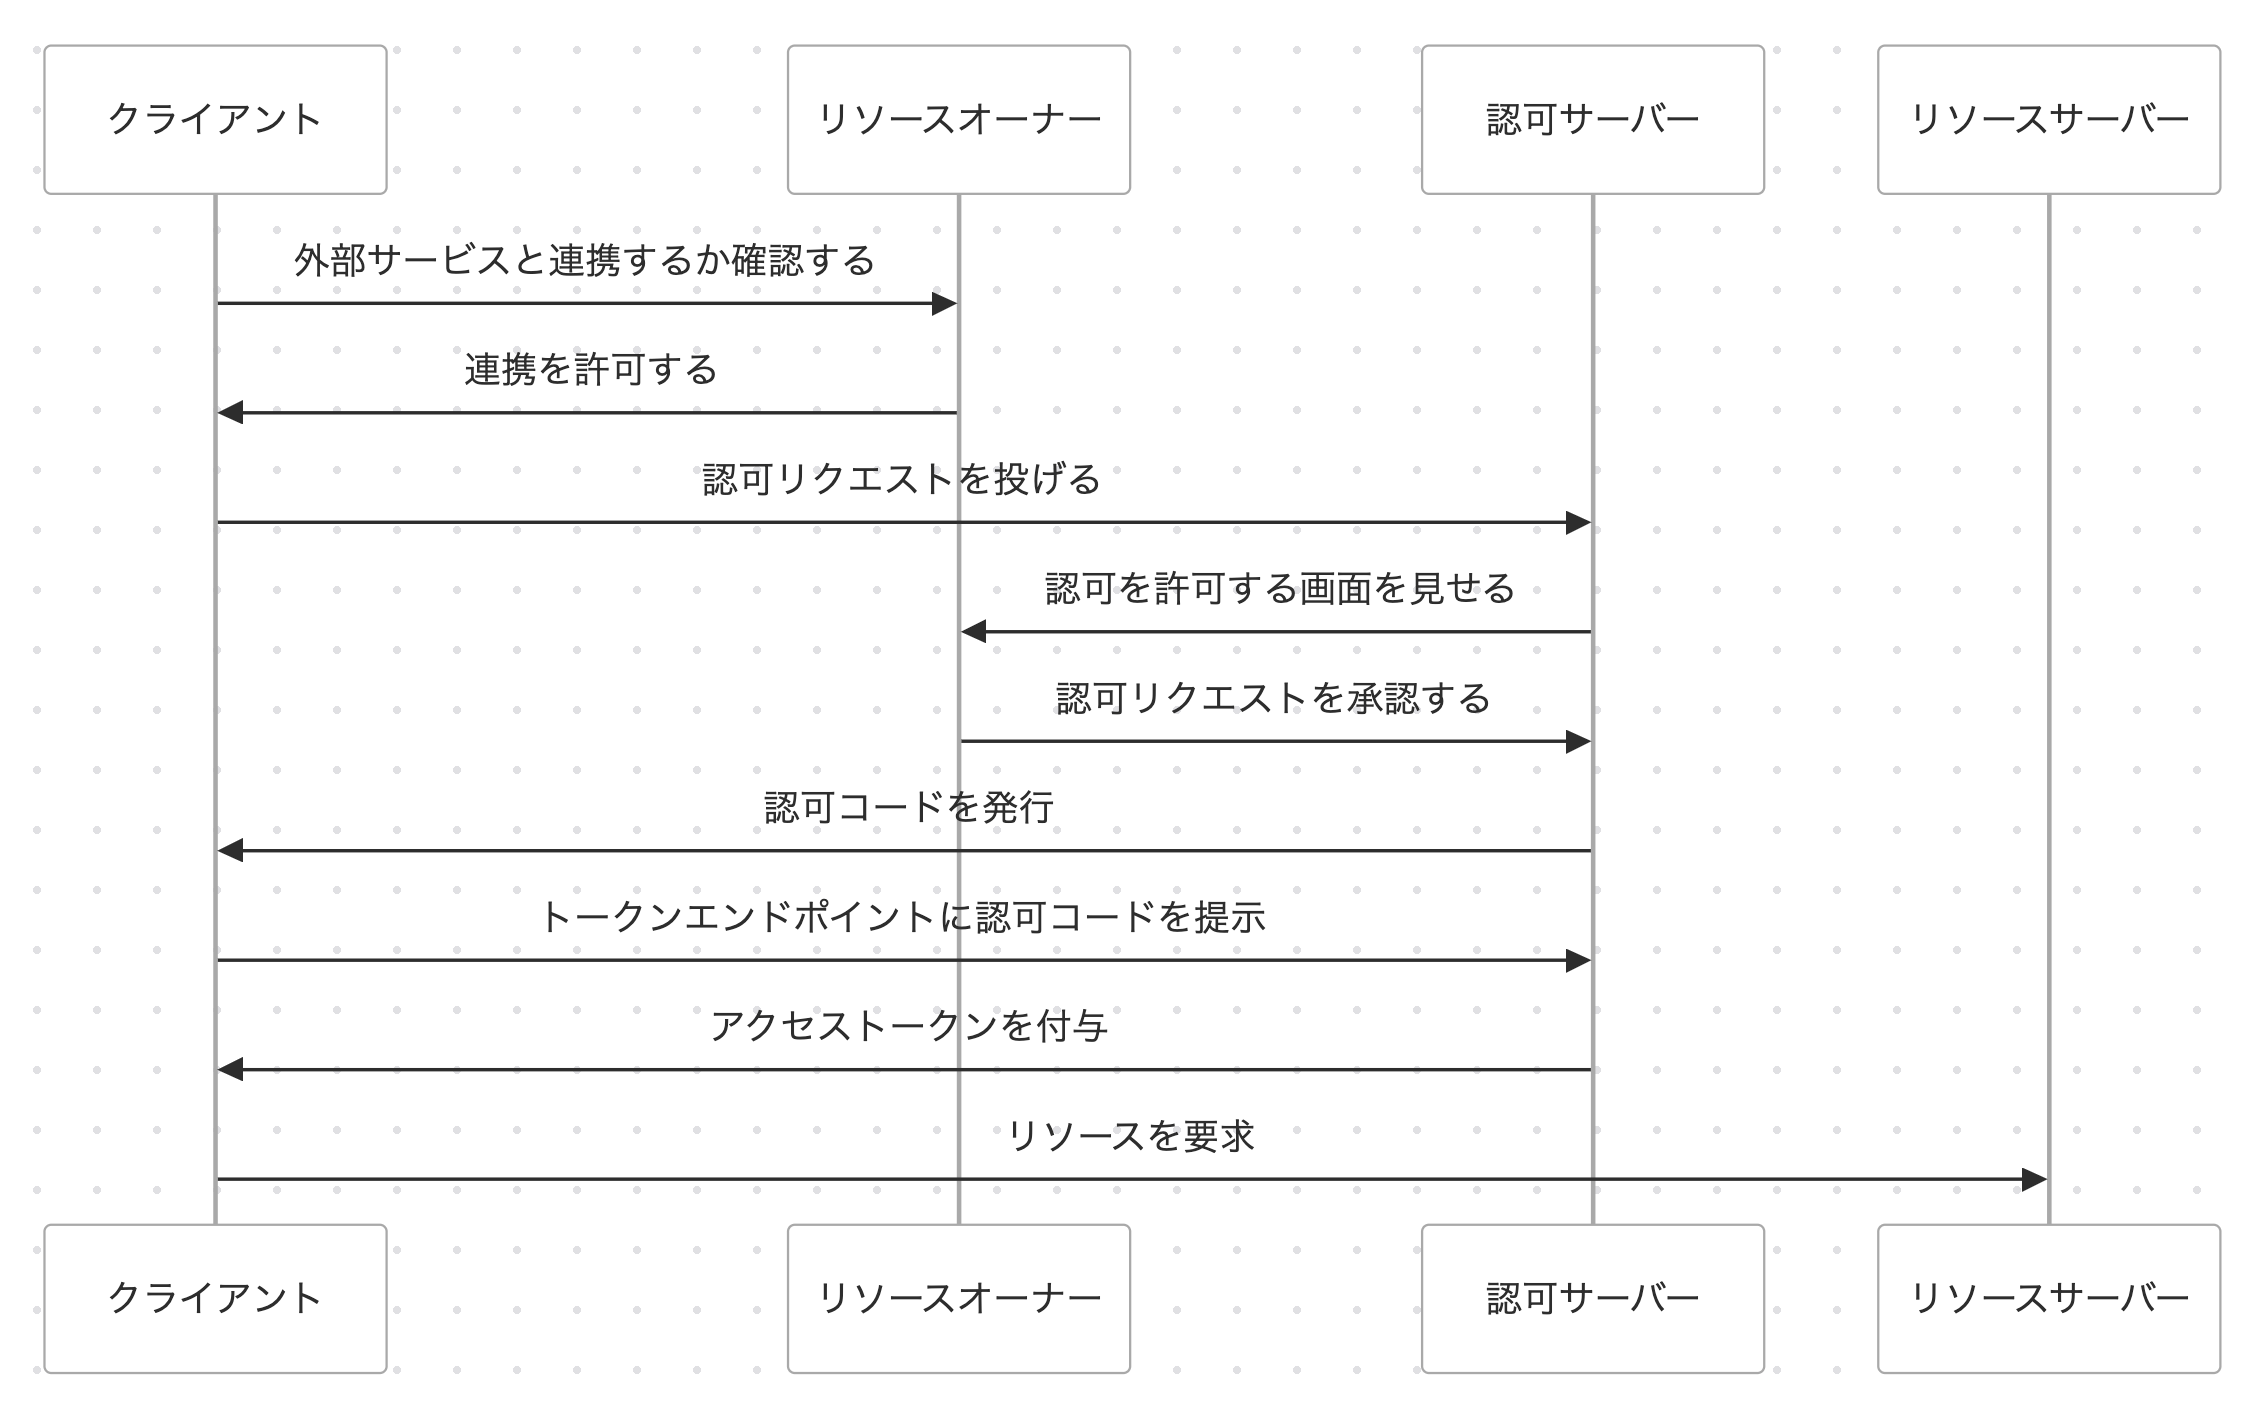 クライアント
リソースオーナー
認可サーバー
リソースサーバー
外部サービスと連携するか確認する
連携を許可する
認可リクエストを投げる
認可を許可する画面を見せる
認可リクエストを承認する
認可コードを発行
トークンエンドポイントに認可コードを提示
アクセストークンを付与
リソースを要求
クライアント
リソースオーナー
認可サーバー
リソースサーバー